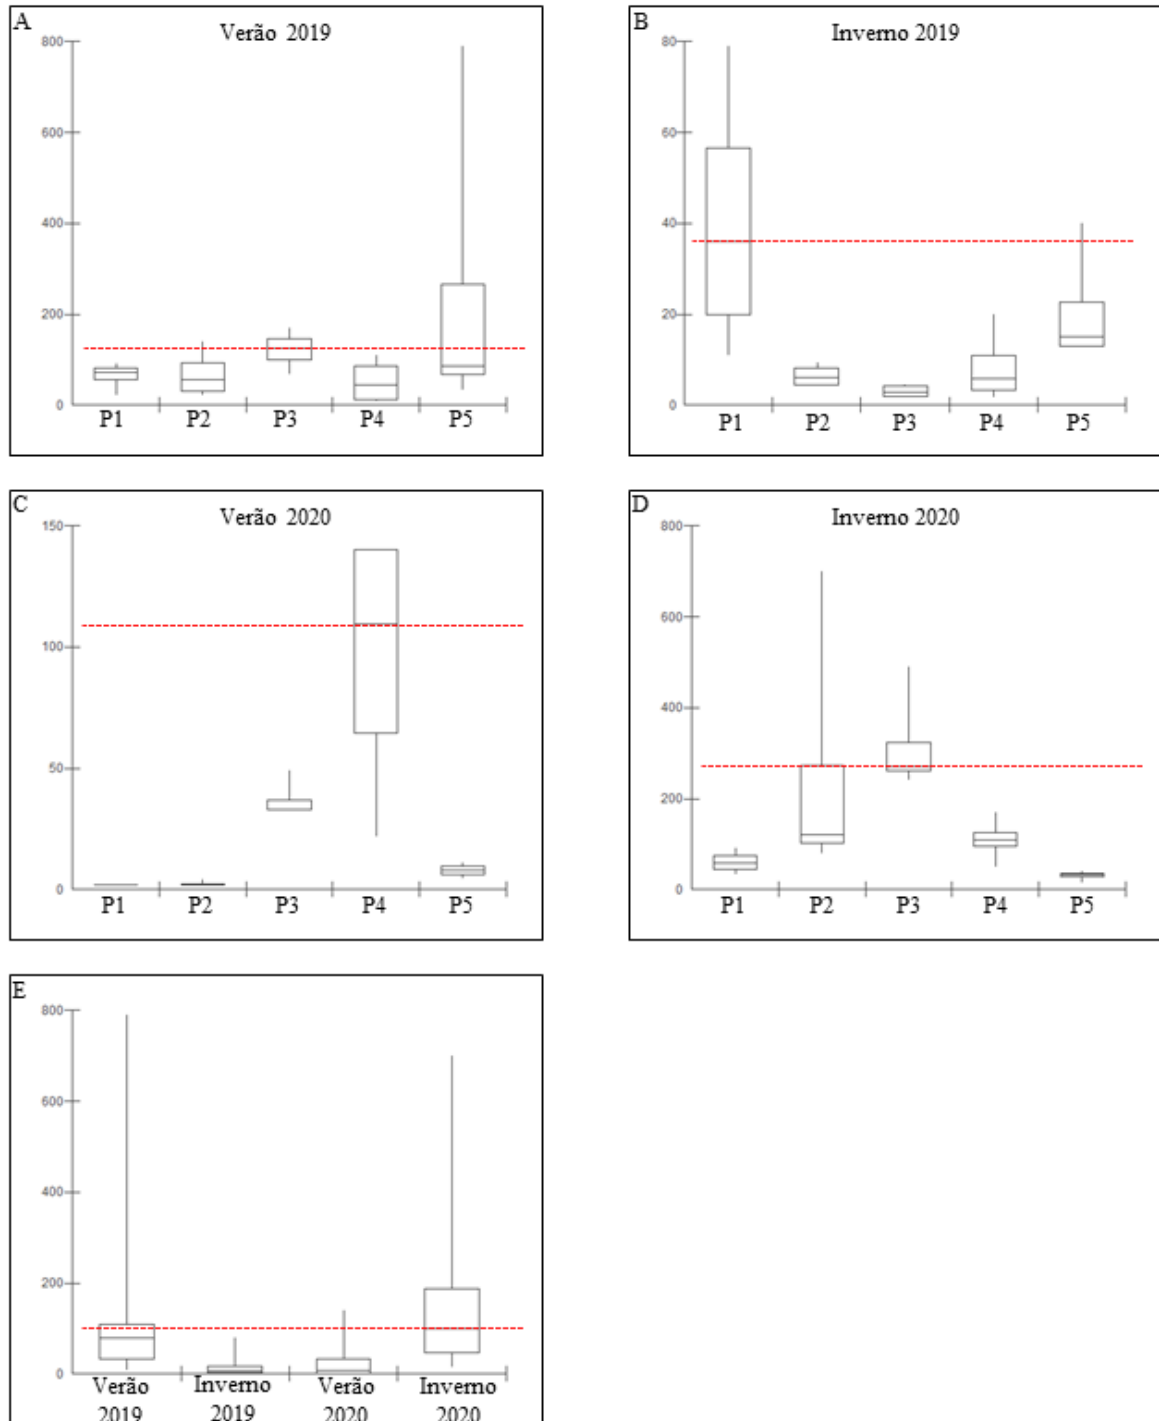 A
Verão 2019
800
600
400
200
0
P1 P2 P3 P4 P5
B
Inverno 2019
80
60
40
20
0
P1 P2 P3 P4 P5
C
Verão 2020
150
100
50
0
P1 P2 P3 P4 P5
D
Inverno 2020
800
600
400
200
0
P1 P2 P3 P4 P5
E
800
600
400
200
0
Verão Inverno Verão Inverno
2019 2019 2020 2020